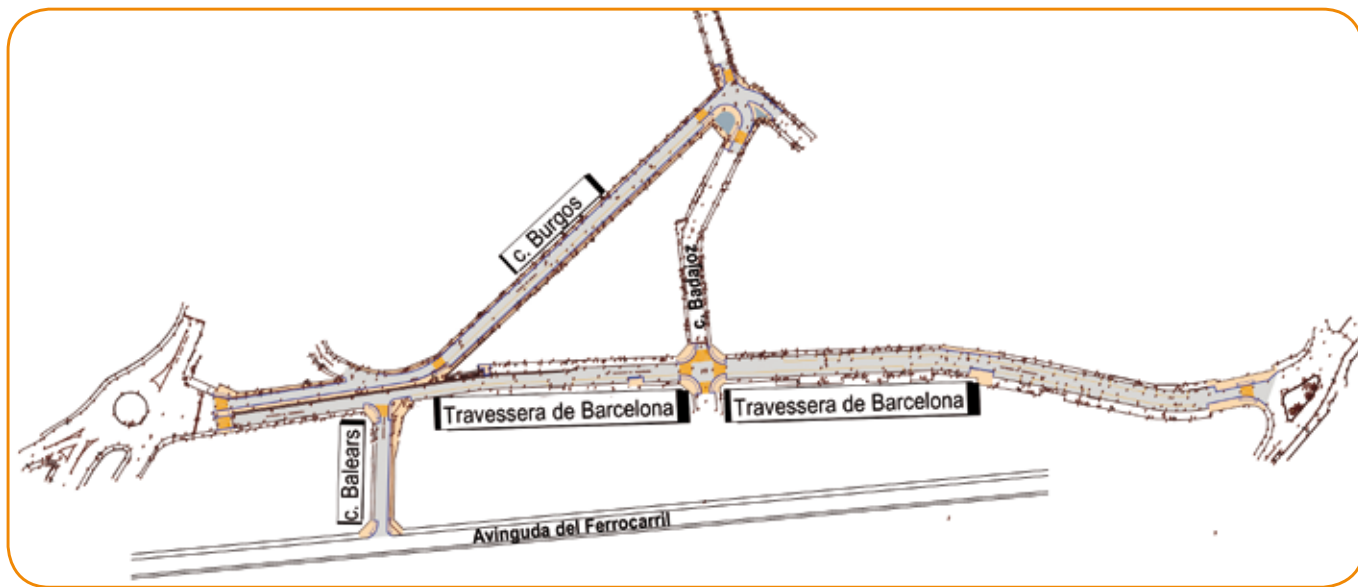 c. Burgos
c. Badajoz
Travessera de Barcelona
Travessera de Barcelona
c. Balears
Avinguda del Ferrocarril